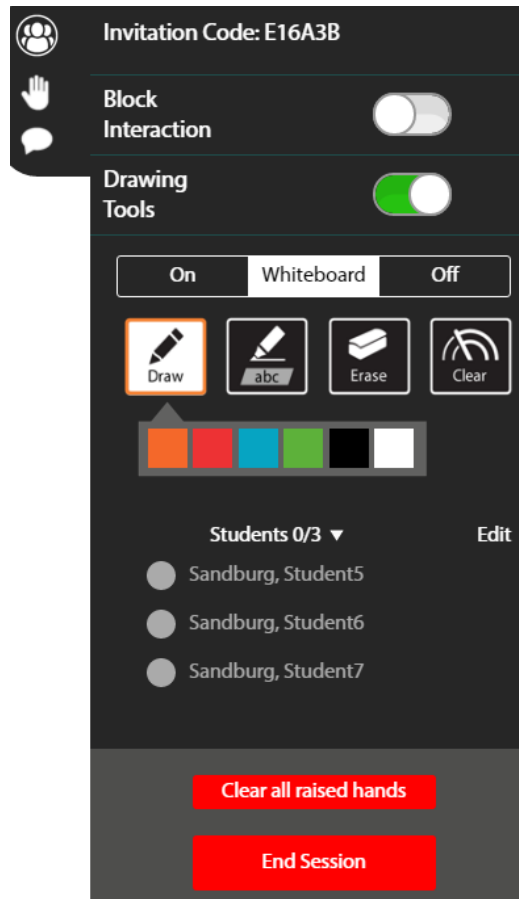 Invitation Code: E16A3B
Block
Interaction
Drawing
Tools
On Whiteboard Off
Draw abc Erase Clear
Students 0/3 ▼ Edit
Sandburg, Student5
Sandburg, Student6
Sandburg, Student7
Clear all raised hands
End Session